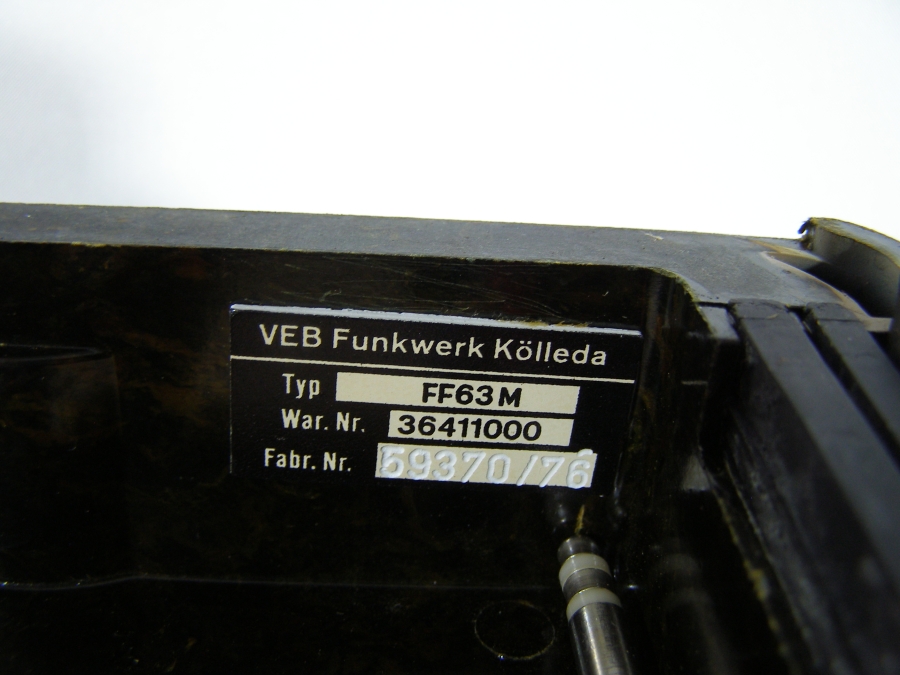 VEB Funkwerk Kölleda
Typ FF63M
War. Nr. 36411000
Fabr. Nr. 59370/76